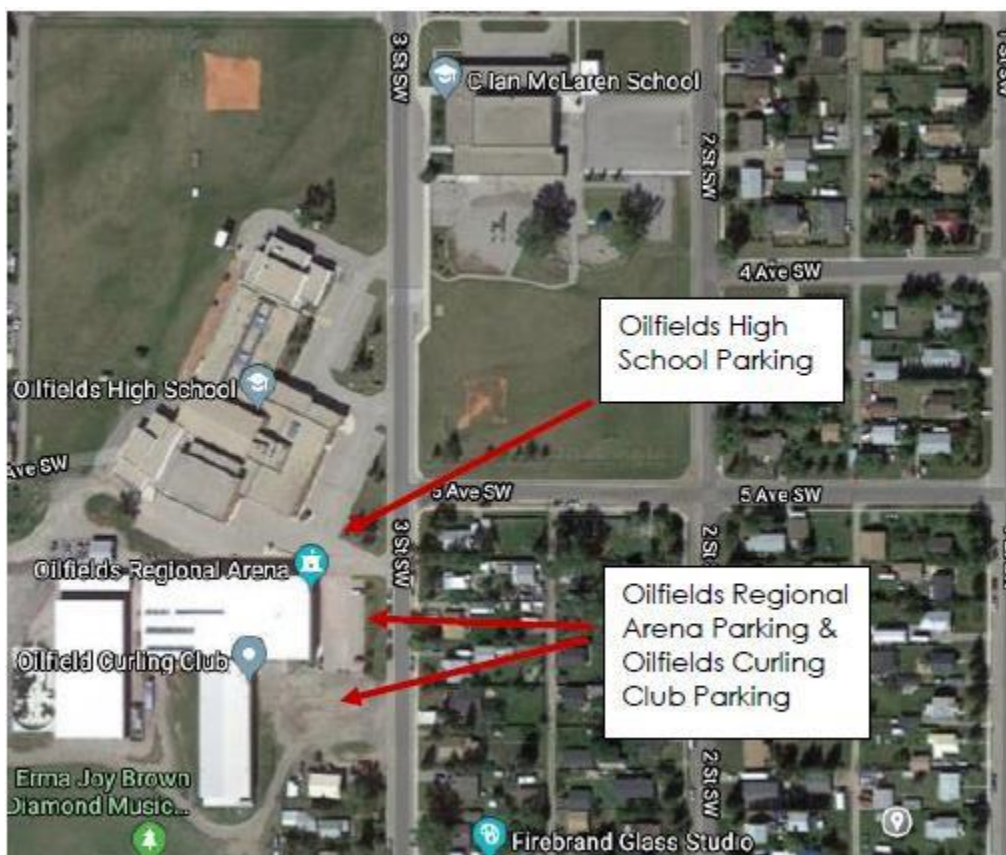 3 St SW
C Ian McLaren School
2 St SW
1 St SW
4 Ave SW
Oilfields High
School Parking
Oilfields High School
Ave SW
5 Ave SW
5 Ave SW
3 St SW
2 St
Oilfields Regional Arena
Oilfields Regional
Arena Parking &
Oilfields Curling
Club Parking
Oilfield Curling Club
2 St SW
Erma Joy Brown
Diamond Music...
Firebrand Glass Studio